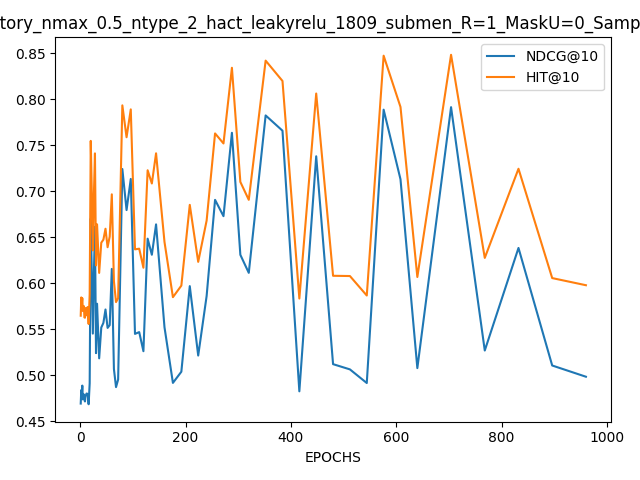 tory_nmax_0.5_ntype_2_hact_leakyrelu_1809_submen_R=1_MaskU=0_Samp
NDCG@10
HIT@10
0.85
0.80
0.75
0.70
0.65
0.60
0.55
0.50
0.45
0 200 400 600 800 1000
EPOCHS